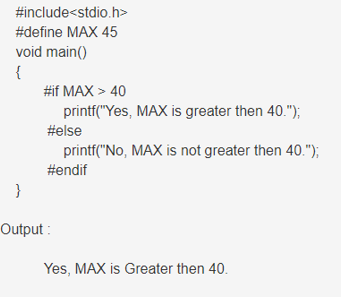 #include<stdio.h>
#define MAX 45
void main()
{
#if MAX > 40
printf("Yes, MAX is greater then 40.");
#else
printf("No, MAX is not greater then 40.");
#endif
}
Output :
Yes, MAX is Greater then 40.